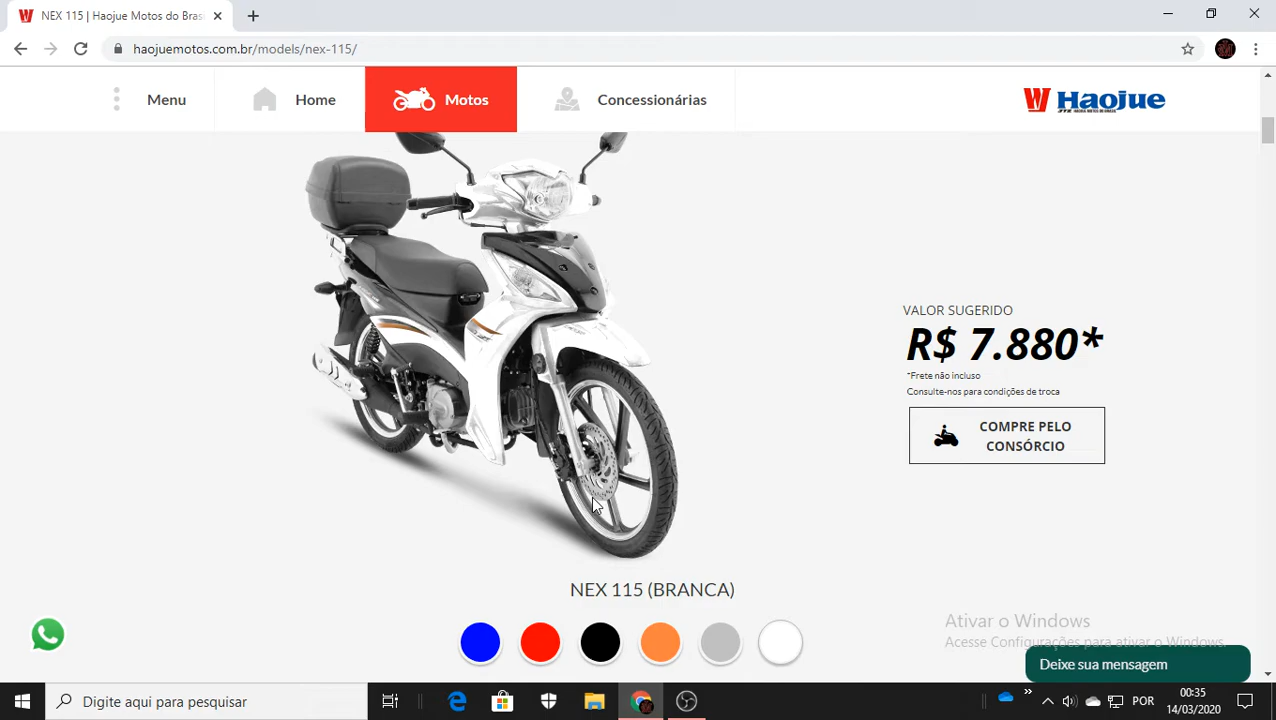 NEX 115 | Haojue Motos do Bras
haojuemotos.com.br/models/nex-115/
Menu
Home
Motos
Concessionárias
Haojue
VALOR SUGERIDO
R$ 7.880*
*Frete não incluso
Consulte-nos para condições de troca
COMPRE PELO
CONSÓRCIO
NEX 115 (BRANCA)
Ativar o Windows
Acesse Configurações para ativar o Windows.
Deixe sua mensagem
Digite aqui para pesquisar
POR
00:35
14/03/2020